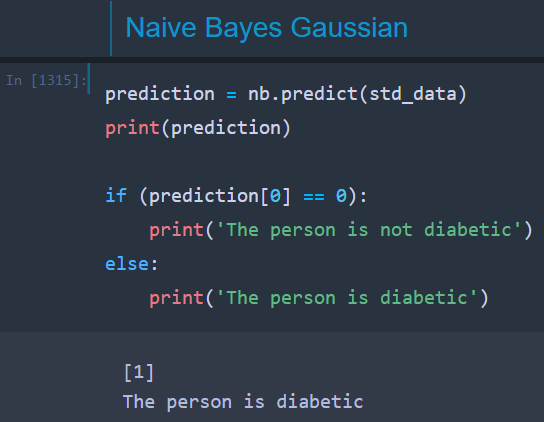 Naive Bayes Gaussian
In [1315]:
prediction = nb.predict(std_data)
print(prediction)
if (prediction[0] == 0):
    print('The person is not diabetic')
else:
    print('The person is diabetic')
[1]
The person is diabetic